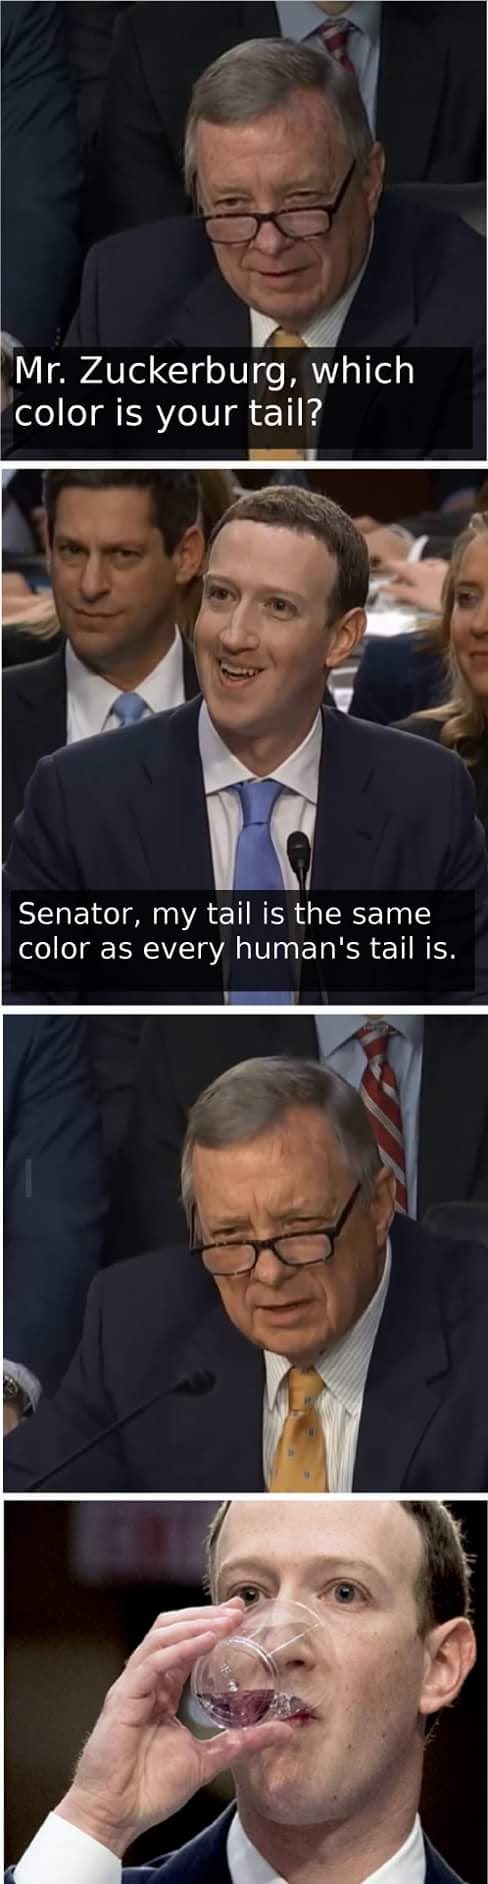 Mr. Zuckerburg, which
color is your tail?
Senator, my tail is the same
color as every human's tail is.